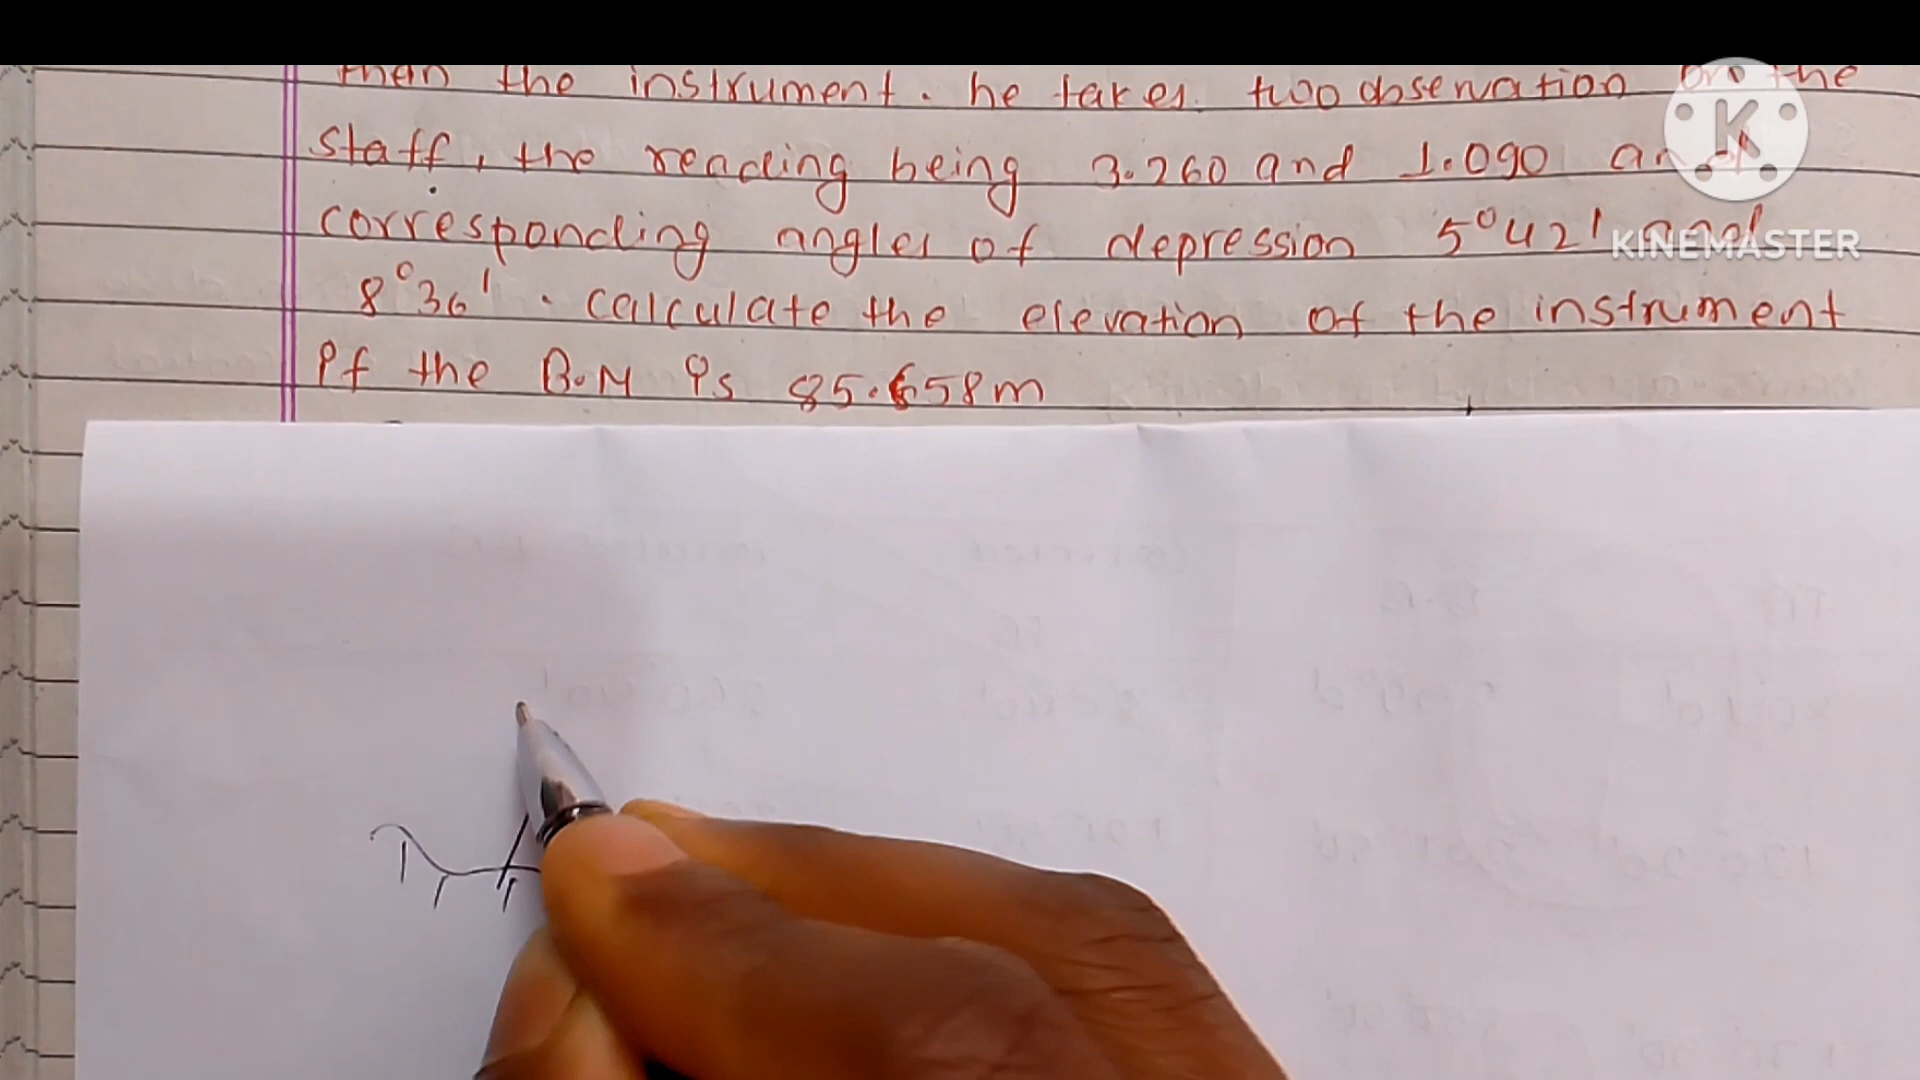 than the instrument. he takes two observation on the
staff, the reading being 3.260 and 1.090 and
corresponding angles of depression 5°42' and
8°36'. calculate the elevation of the instrument
if the B.M is 85.658m
KINEMASTER